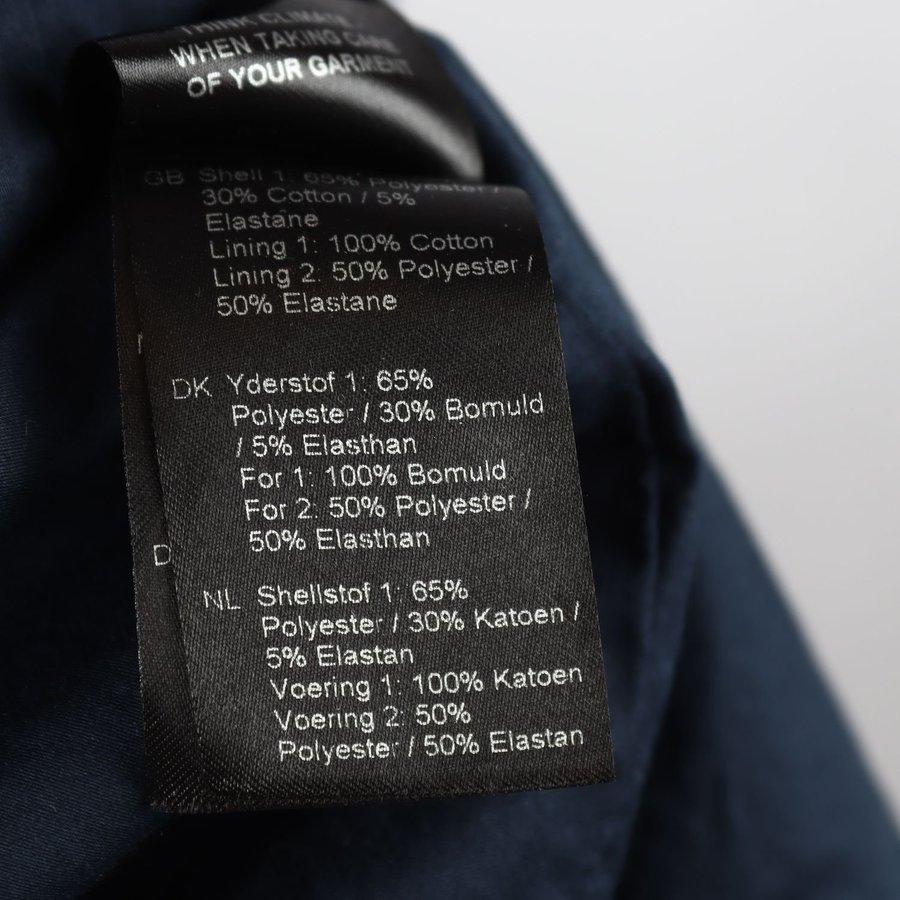 THINK CLIMATE
WHEN TAKING CARE
OF YOUR GARMENT
GB Shell 1: 65% Polyester /
30% Cotton / 5%
Elastane
Lining 1: 100% Cotton
Lining 2: 50% Polyester /
50% Elastane
DK Yderstof 1: 65%
Polyester / 30% Bomuld
/ 5% Elasthan
For 1: 100% Bomuld
For 2: 50% Polyester /
50% Elasthan
D
NL Shellstof 1: 65%
Polyester / 30% Katoen /
5% Elastan
Voering 1: 100% Katoen
Voering 2: 50%
Polyester / 50% Elastan